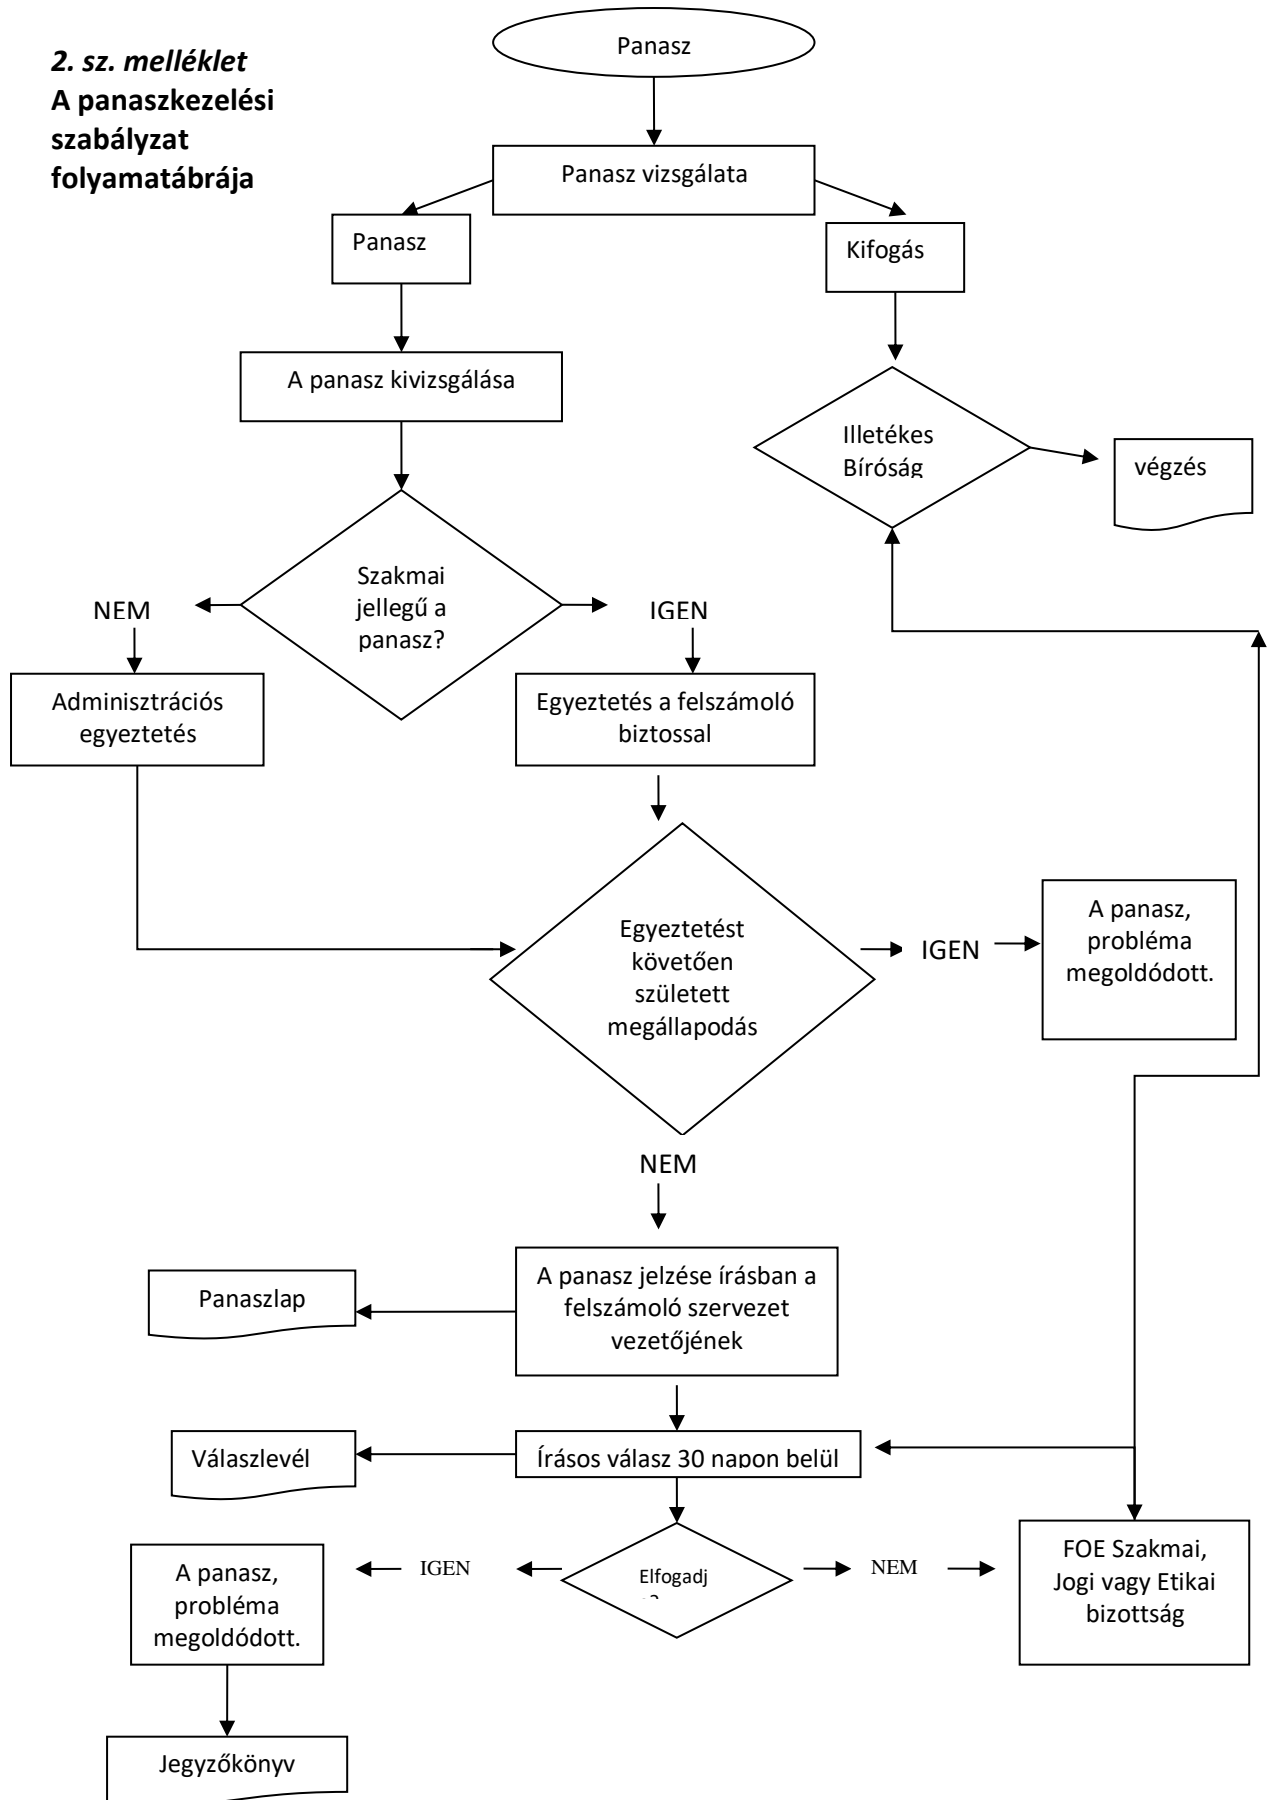 2. sz. melléklet
A panaszkezelési
szabályzat
folyamatábrája
Panasz
Panasz vizsgálata
Panasz
Kifogás
A panasz kivizsgálása
Illetékes
Bíróság
végzés
Szakmai
jellegű a
panasz?
NEM
IGEN
Adminisztrációs
egyeztetés
Egyeztetés a felszámoló
biztossal
Egyeztetést
követően
született
megállapodás
IGEN
A panasz,
probléma
megoldódott.
NEM
A panasz jelzése írásban a
felszámoló szervezet
vezetőjének
Panaszlap
Írásos válasz 30 napon belül
Válaszlevél
Elfogadj
IGEN
NEM
A panasz,
probléma
megoldódott.
FOE Szakmai,
Jogi vagy Etikai
bizottság
Jegyzőkönyv